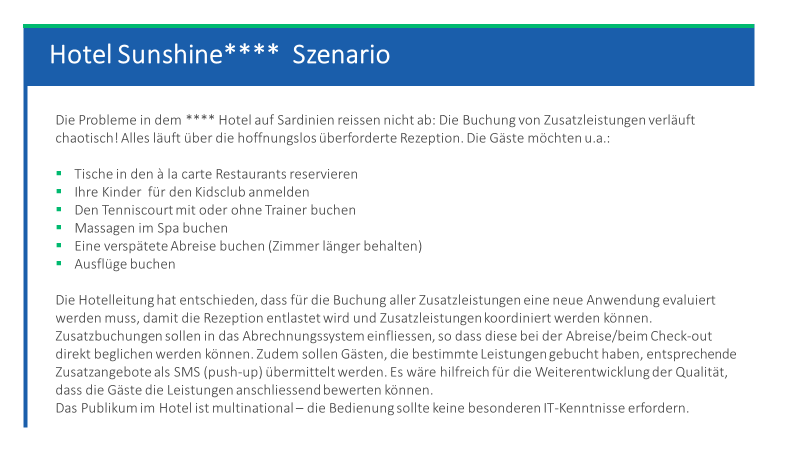 Hotel Sunshine**** Szenario
Die Probleme in dem **** Hotel auf Sardinien reissen nicht ab: Die Buchung von Zusatzleistungen verläuft
chaotisch! Alles läuft über die hoffnungslos überforderte Rezeption. Die Gäste möchten u.a.:
▪ Tische in den à la carte Restaurants reservieren
▪ Ihre Kinder für den Kidsclub anmelden
▪ Den Tenniscourt mit oder ohne Trainer buchen
▪ Massagen im Spa buchen
▪ Eine verspätete Abreise buchen (Zimmer länger behalten)
▪ Ausflüge buchen
Die Hotelleitung hat entschieden, dass für die Buchung aller Zusatzleistungen eine neue Anwendung evaluiert
werden muss, damit die Rezeption entlastet wird und Zusatzleistungen koordiniert werden können.
Zusatzbuchungen sollen in das Abrechnungssystem einfliessen, so dass diese bei der Abreise/beim Check-out
direkt beglichen werden können. Zudem sollen Gästen, die bestimmte Leistungen gebucht haben, entsprechende
Zusatzangebote als SMS (push-up) übermittelt werden. Es wäre hilfreich für die Weiterentwicklung der Qualität,
dass die Gäste die Leistungen anschliessend bewerten können.
Das Publikum im Hotel ist multinational – die Bedienung sollte keine besonderen IT-Kenntnisse erfordern.